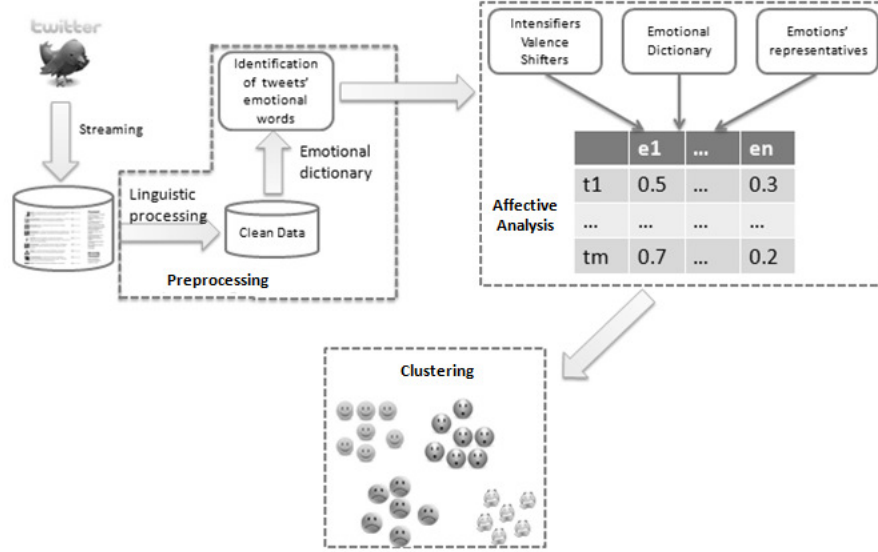 twitter
Streaming
Linguistic
processing
Clean Data
Preprocessing
Identification
of tweets'
emotional
words
Emotional
dictionary
Intensifiers
Valence
Shifters
Emotional
Dictionary
Emotions'
representatives
e1 ... en
t1 0.5 ... 0.3
... ... ... ...
tm 0.7 ... 0.2
Affective
Analysis
Clustering